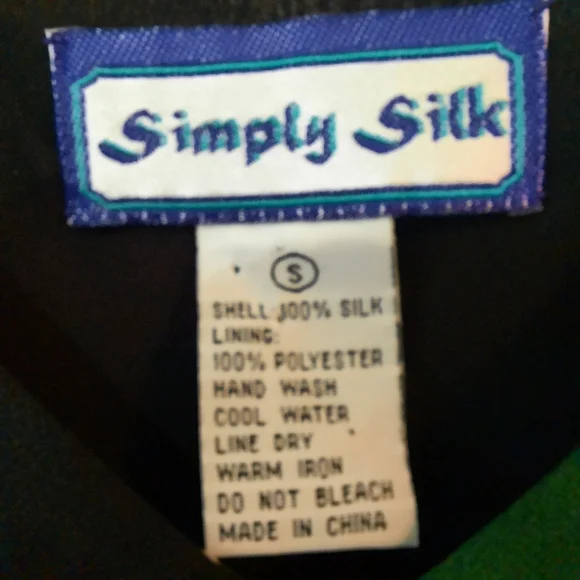 Simply Silk
S
SHELL:100% SILK
LINING:
100% POLYESTER
HAND WASH
COOL WATER
LINE DRY
WARM IRON
DO NOT BLEACH
MADE IN CHINA